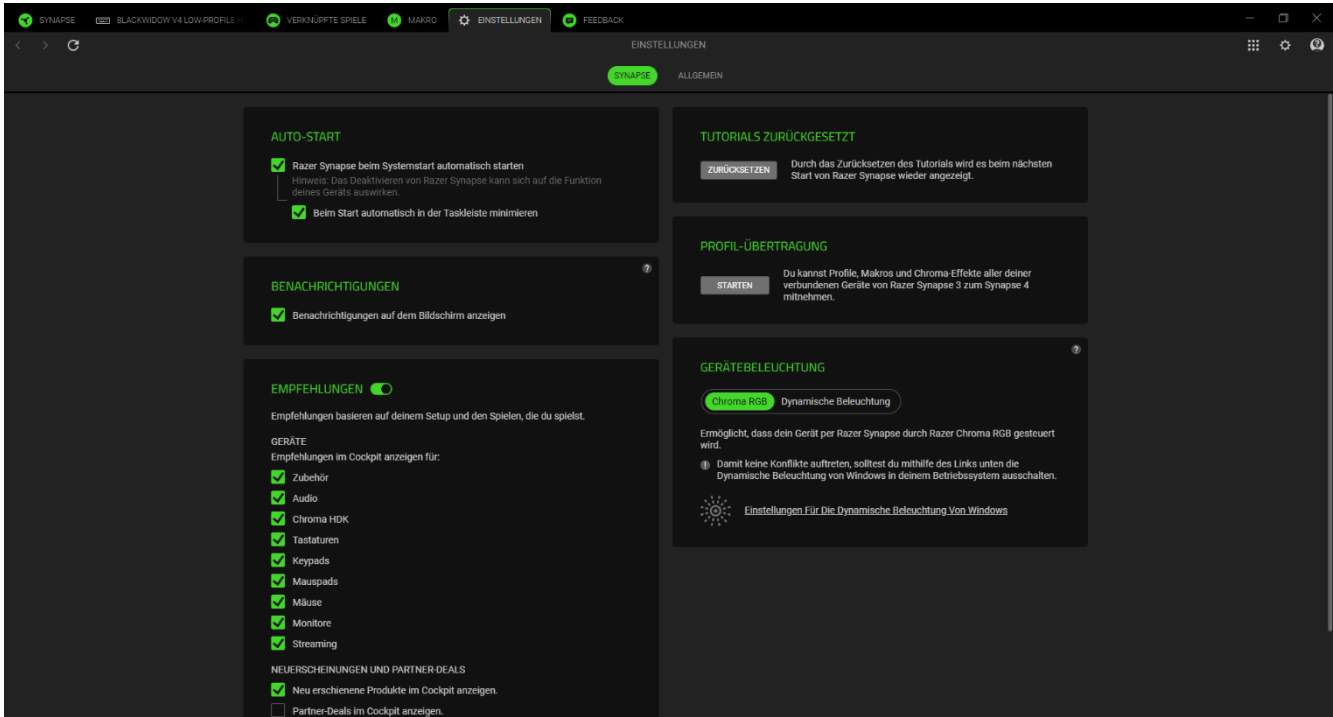 SYNAPSE
BLACKWIDOW V4 LOW-PROFILE H
VERKNÜPFTE SPIELE
M MAKRO
EINSTELLUNGEN
FEEDBACK
EINSTELLUNGEN
SYNAPSE
ALLGEMEIN
AUTO-START
Razer Synapse beim Systemstart automatisch starten
Hinweis: Das Deaktivieren von Razer Synapse kann sich auf die Funktion
deines Geräts auswirken.
Beim Start automatisch in der Taskleiste minimieren
BENACHRICHTIGUNGEN
?
Benachrichtigungen auf dem Bildschirm anzeigen
EMPFEHLUNGEN
Empfehlungen basieren auf deinem Setup und den Spielen, die du spielst.
GERÄTE
Empfehlungen im Cockpit anzeigen für:
Zubehör
Audio
Chroma HDK
Tastaturen
Keypads
Mauspads
Mäuse
Monitore
Streaming
NEUERSCHEINUNGEN UND PARTNER-DEALS
Neu erschienene Produkte im Cockpit anzeigen.
Partner-Deals im Cockpit anzeigen.
TUTORIALS ZURÜCKGESETZT
ZURÜCKSETZEN
Durch das Zurücksetzen des Tutorials wird es beim nächsten
Start von Razer Synapse wieder angezeigt.
PROFIL-ÜBERTRAGUNG
STARTEN
Du kannst Profile, Makros und Chroma-Effekte aller deiner
verbundenen Geräte von Razer Synapse 3 zum Synapse 4
mitnehmen.
?
GERÄTEBELEUCHTUNG
Chroma RGB
Dynamische Beleuchtung
Ermöglicht, dass dein Gerät per Razer Synapse durch Razer Chroma RGB gesteuert
wird.
! Damit keine Konflikte auftreten, solltest du mithilfe des Links unten die
Dynamische Beleuchtung von Windows in deinem Betriebssystem ausschalten.
Einstellungen Für Die Dynamische Beleuchtung Von Windows